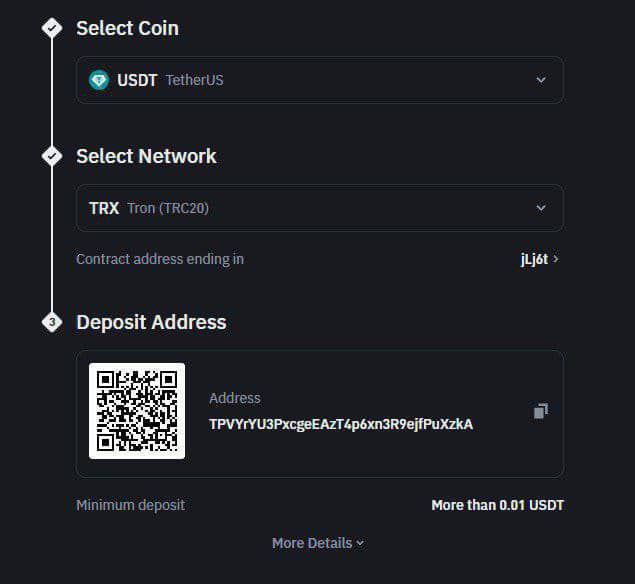 Select Coin
USDT TetherUS
Select Network
TRX Tron (TRC20)
Contract address ending in jLj6t >
3 Deposit Address
Address
TPVYrYU3PxcgeEAzT4p6xn3R9ejfPuXzkA
Minimum deposit More than 0.01 USDT
More Details